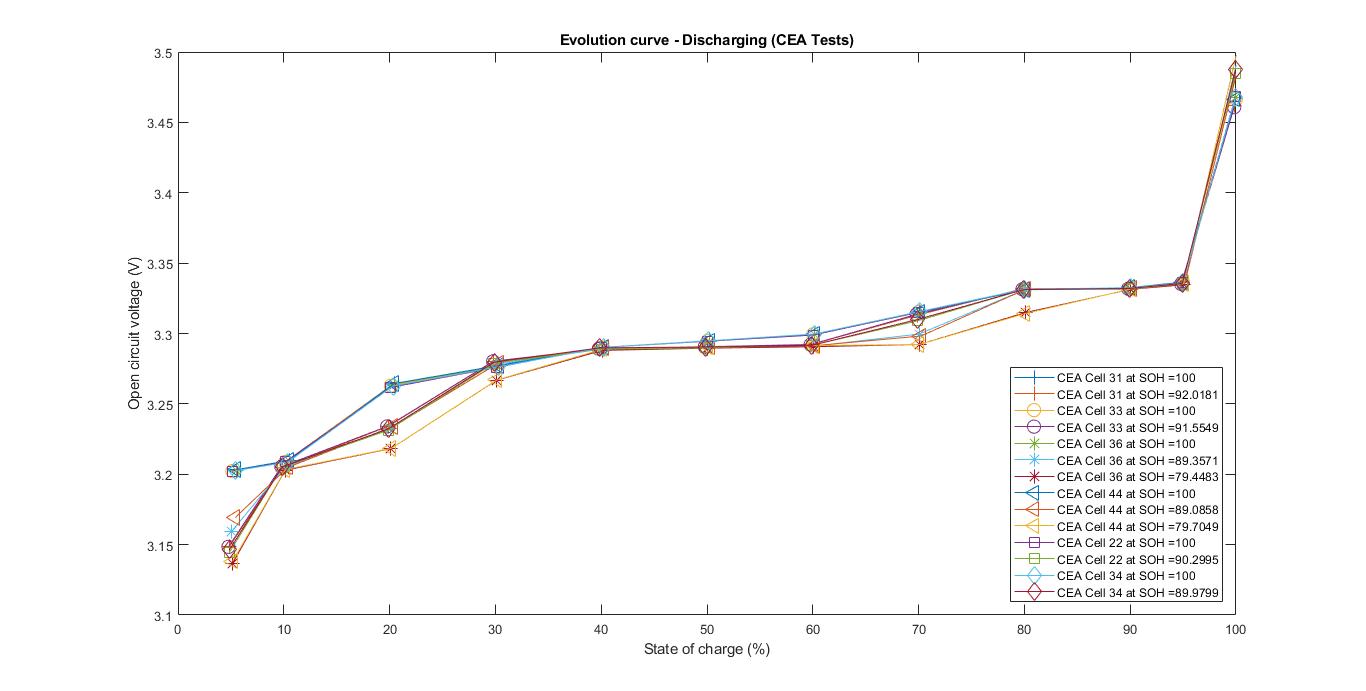 Evolution curve - Discharging (CEA Tests)
3.5
3.45
3.4
3.35
3.3
3.25
3.2
3.15
3.1
Open circuit voltage (V)
CEA Cell 31 at SOH =100
CEA Cell 31 at SOH =92.0181
CEA Cell 33 at SOH =100
CEA Cell 33 at SOH =91.5549
CEA Cell 36 at SOH =100
CEA Cell 36 at SOH =89.3571
CEA Cell 36 at SOH =79.4483
CEA Cell 44 at SOH =100
CEA Cell 44 at SOH =89.0858
CEA Cell 44 at SOH =79.7049
CEA Cell 22 at SOH =100
CEA Cell 22 at SOH =90.2995
CEA Cell 34 at SOH =100
CEA Cell 34 at SOH =89.9799
0 10 20 30 40 50 60 70 80 90 100
State of charge (%)